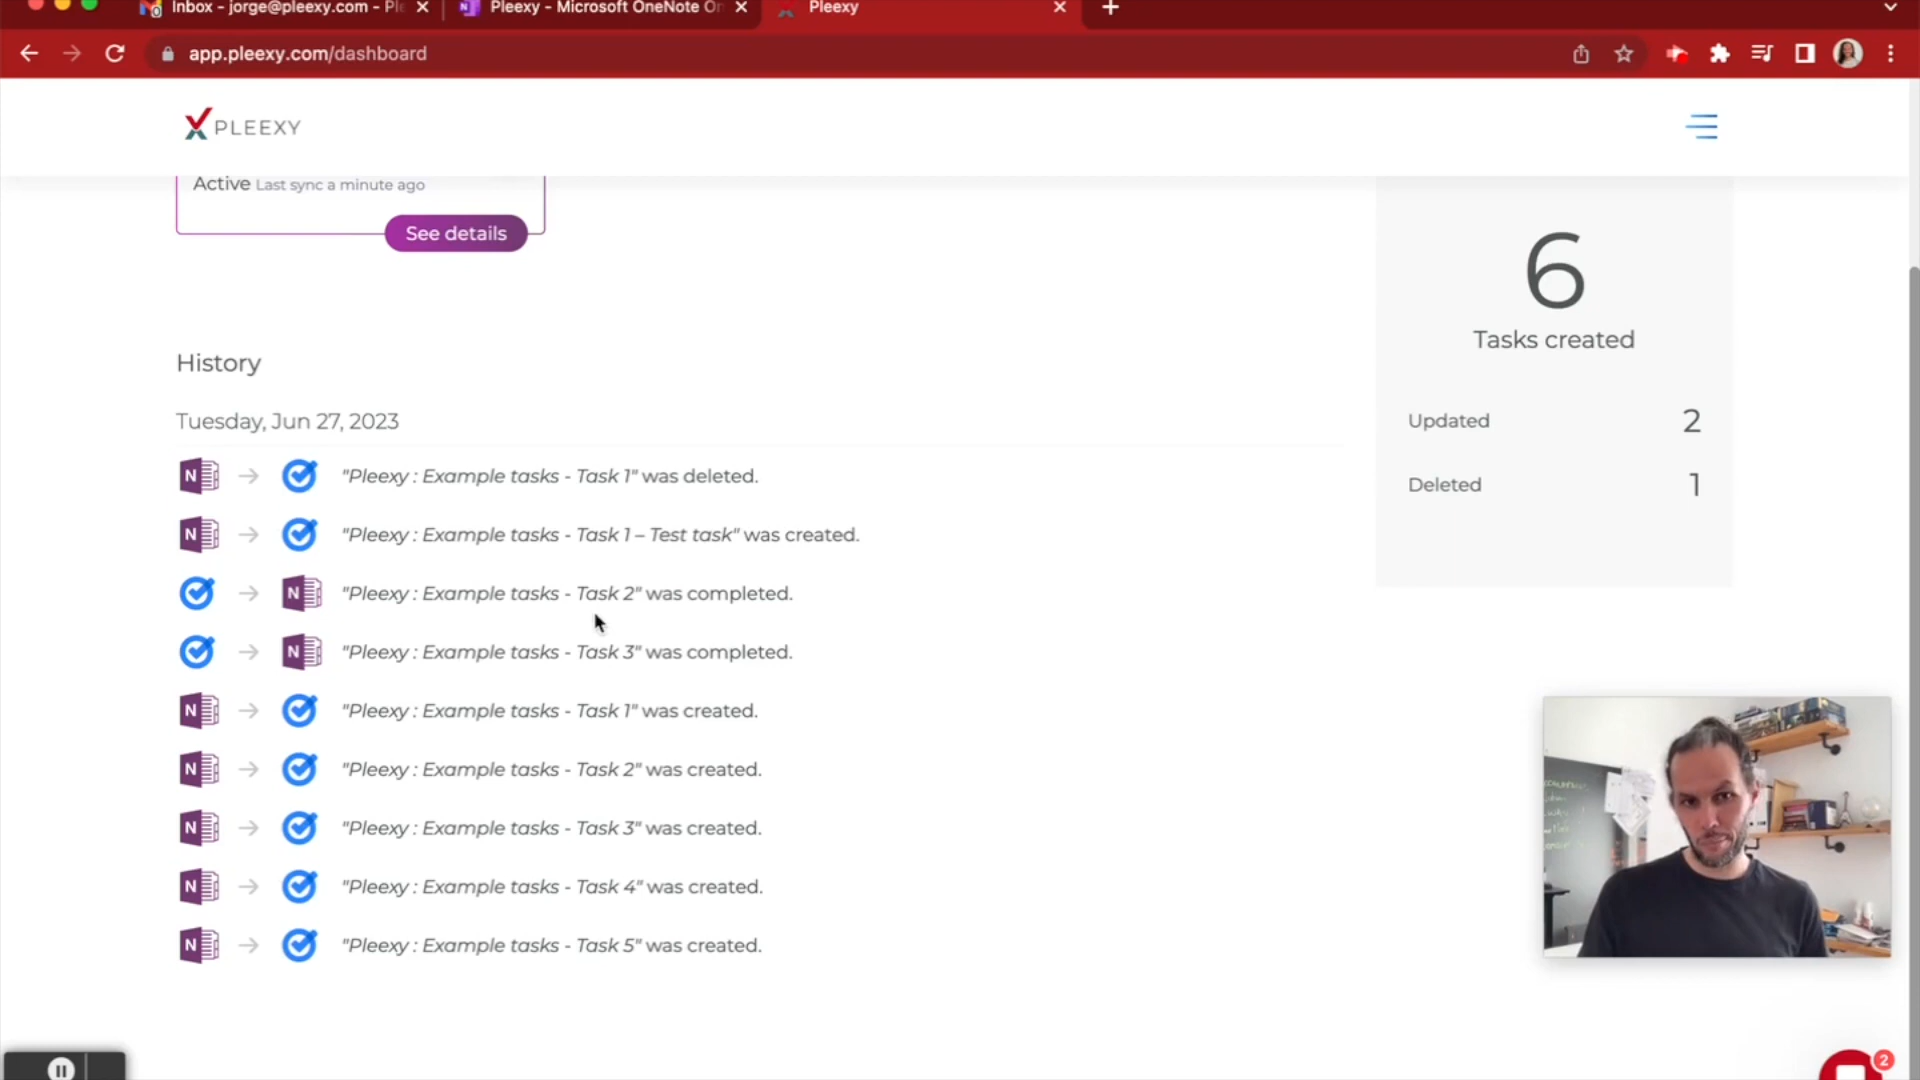 Inbox - jorge@pleexy.com - Pl
Pleexy - Microsoft OneNote On
Pleexy
app.pleexy.com/dashboard
PLEEXY
Active Last sync a minute ago
See details
6
Tasks created
Updated 2
Deleted 1
History
Tuesday, Jun 27, 2023
N "Pleexy : Example tasks - Task 1" was deleted.
N "Pleexy : Example tasks - Task 1 – Test task" was created.
N "Pleexy : Example tasks - Task 2" was completed.
N "Pleexy : Example tasks - Task 3" was completed.
N "Pleexy : Example tasks - Task 1" was created.
N "Pleexy : Example tasks - Task 2" was created.
N "Pleexy : Example tasks - Task 3" was created.
N "Pleexy : Example tasks - Task 4" was created.
N "Pleexy : Example tasks - Task 5" was created.
2